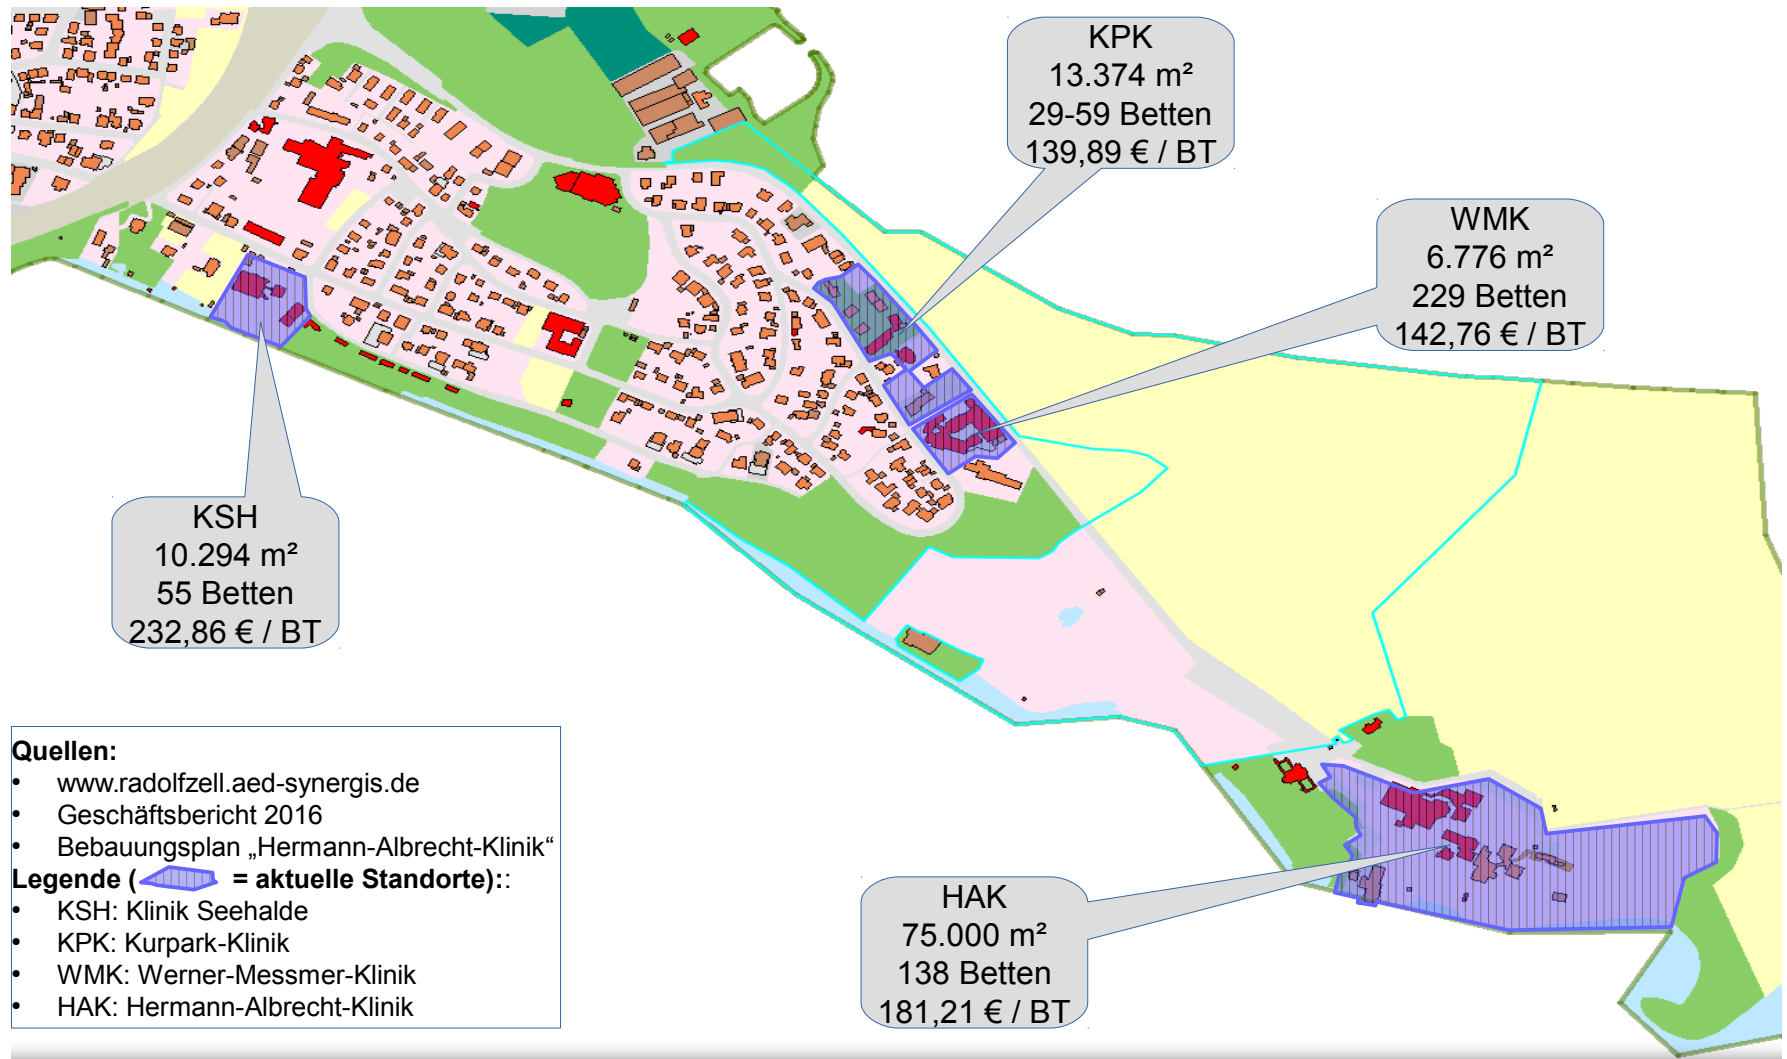 KPK
13.374 m²
29-59 Betten
139,89 € / BT
WMK
6.776 m²
229 Betten
142,76 € / BT
KSH
10.294 m²
55 Betten
232,86 € / BT
HAK
75.000 m²
138 Betten
181,21 € / BT
Quellen:
• www.radolfzell.aed-synergis.de
• Geschäftsbericht 2016
• Bebauungsplan „Hermann-Albrecht-Klinik“
Legende ( = aktuelle Standorte)::
• KSH: Klinik Seehalde
• KPK: Kurpark-Klinik
• WMK: Werner-Messmer-Klinik
• HAK: Hermann-Albrecht-Klinik